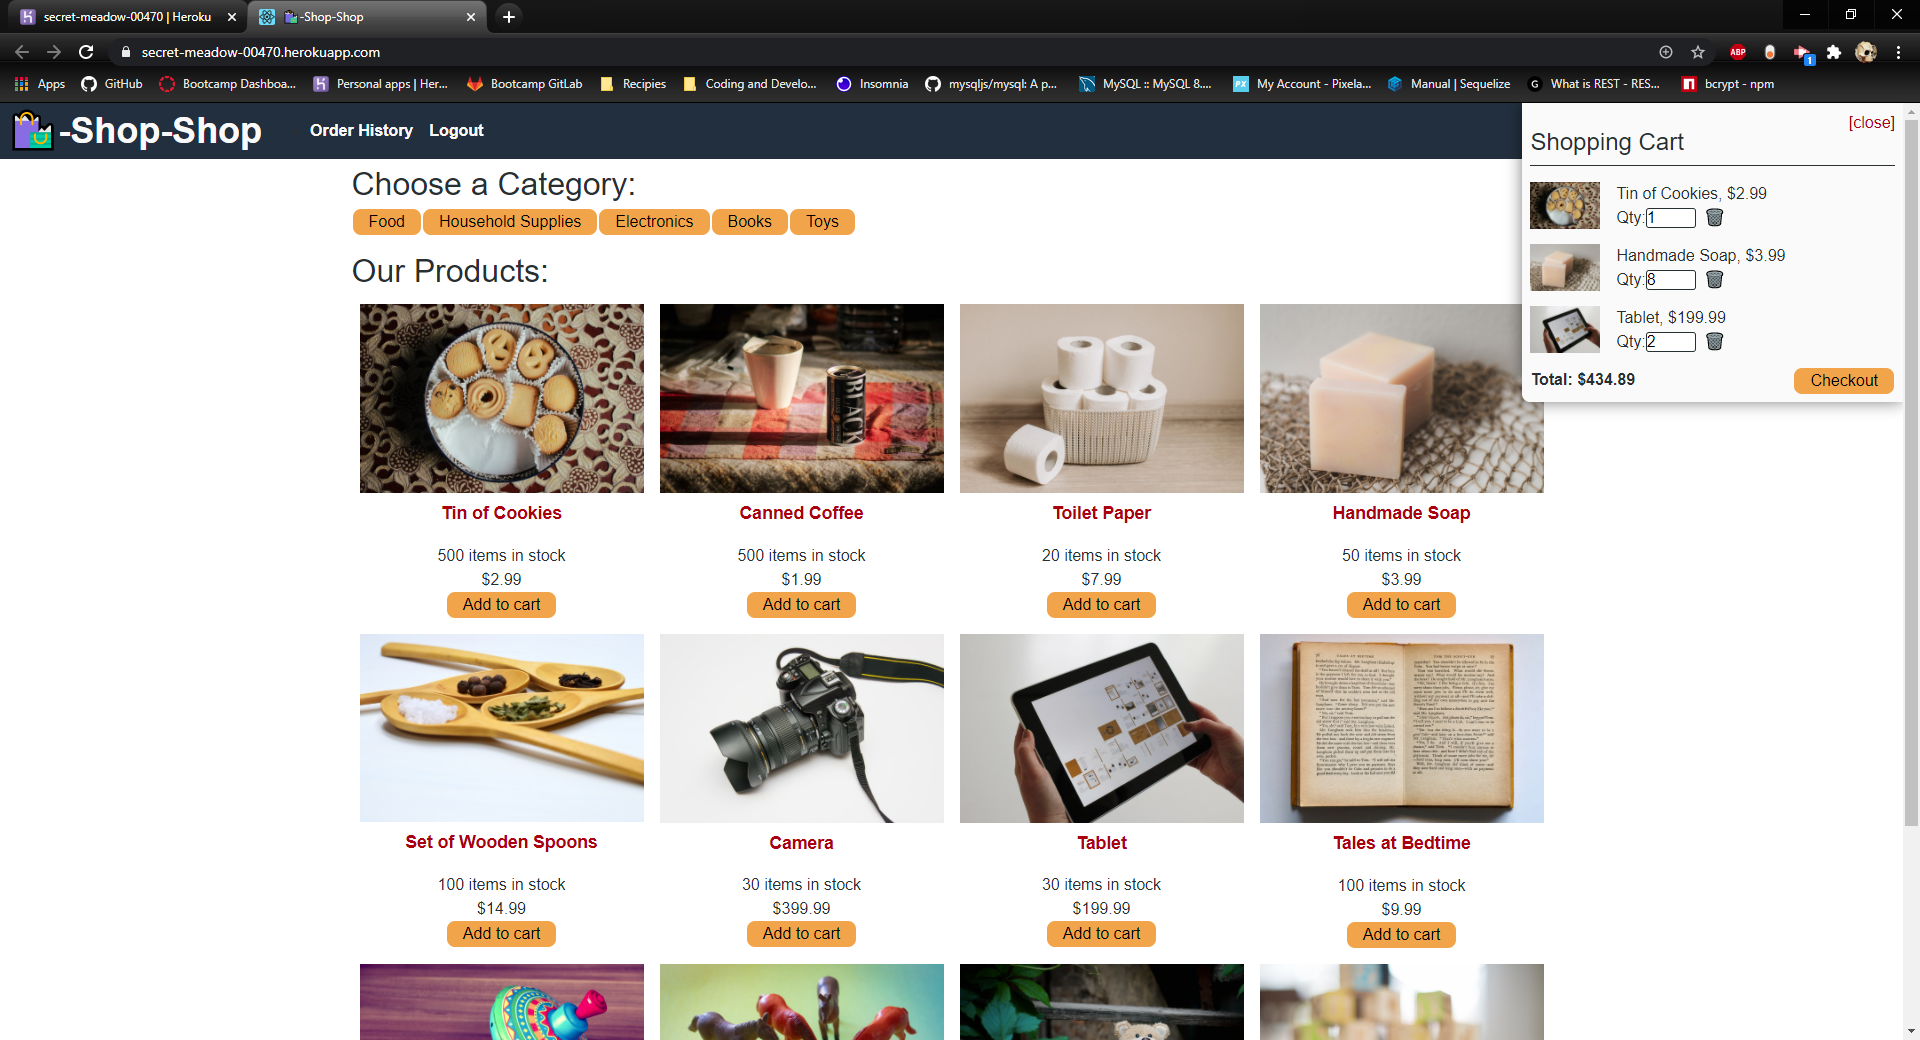 secret-meadow-00470 | Heroku
-Shop-Shop
secret-meadow-00470.herokuapp.com
ABP
1
Apps
GitHub
Bootcamp Dashboa...
Personal apps | Her...
Bootcamp GitLab
Recipies
Coding and Develo...
Insomnia
mysqljs/mysql: A p...
MySQL :: MySQL 8....
PX
My Account - Pixela...
Manual | Sequelize
G
What is REST - RES...
bcrypt - npm
-Shop-Shop
Order History
Logout
[close]
Shopping Cart
Tin of Cookies, $2.99
Qty:1
Handmade Soap, $3.99
Qty:8
Tablet, $199.99
Qty:2
Total: $434.89
Checkout
Choose a Category:
Food
Household Supplies
Electronics
Books
Toys
Our Products:
BLACK
Tin of Cookies
500 items in stock
$2.99
Add to cart
Canned Coffee
500 items in stock
$1.99
Add to cart
Toilet Paper
20 items in stock
$7.99
Add to cart
Handmade Soap
50 items in stock
$3.99
Add to cart
Set of Wooden Spoons
100 items in stock
$14.99
Add to cart
Camera
30 items in stock
$399.99
Add to cart
Tablet
30 items in stock
$199.99
Add to cart
Tales at Bedtime
100 items in stock
$9.99
Add to cart